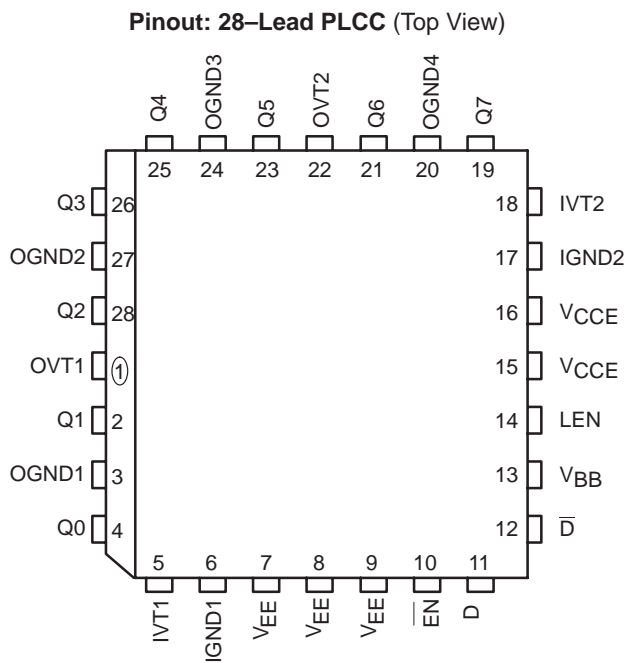 Pinout: 28–Lead PLCC (Top View)
Q4 OGND3 Q5 OVT2 Q6 OGND4 Q7
25 24 23 22 21 20 19
Q3 26 18 IVT2
OGND2 27 17 IGND2
Q2 28 16 VCCE
OVT1 1 15 VCCE
Q1 2 14 LEN
OGND1 3 13 VBB
Q0 4 12 D̅
5 6 7 8 9 10 11
IVT1 IGND1 VEE VEE VEE E̅N̅ D